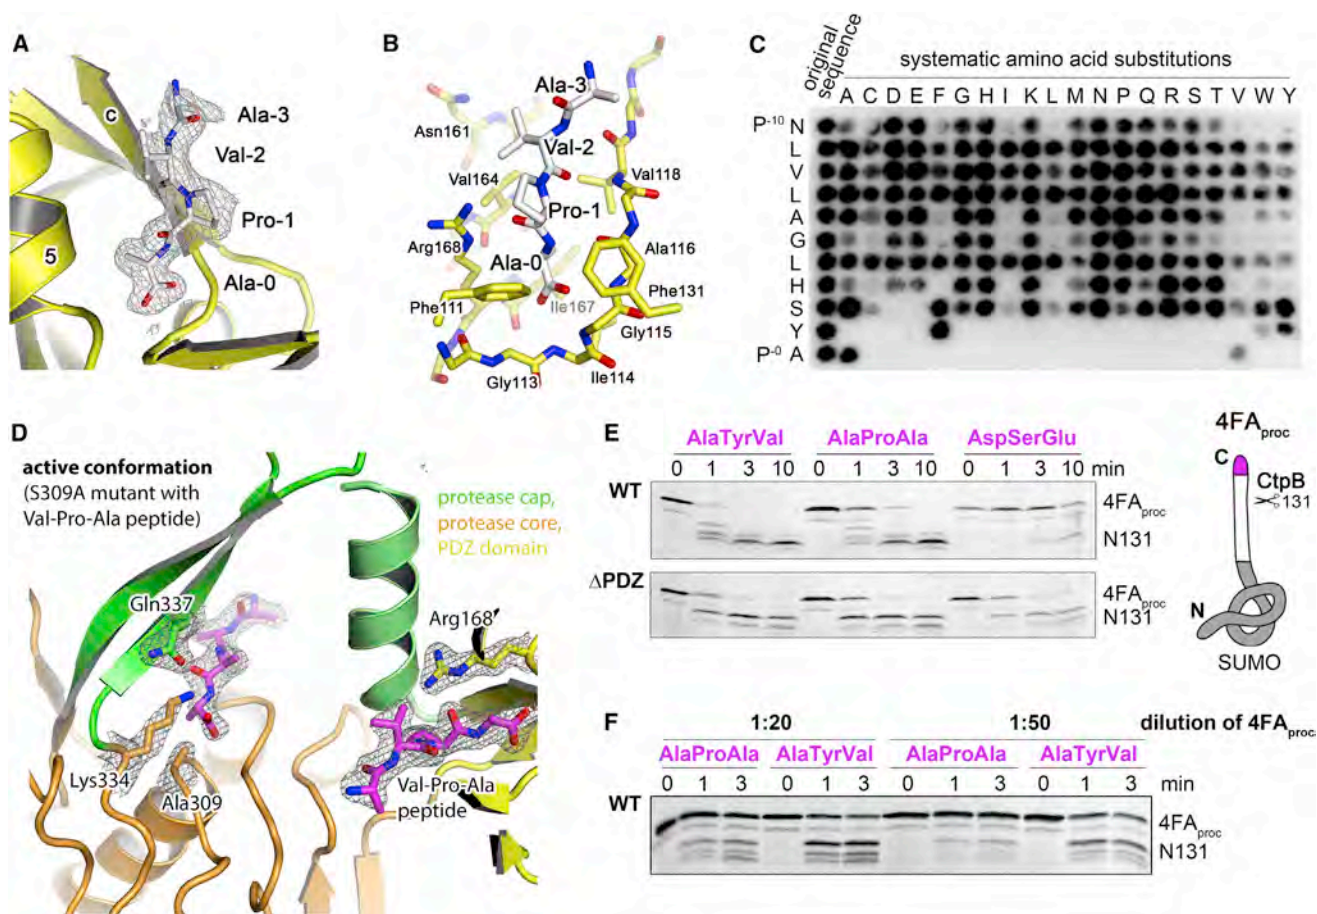 A
C
5
Ala-3
Val-2
Pro-1
Ala-0
B
Ala-3
Asn161
Val-2
Val164
Val118
Pro-1
Arg168
Ala116
Ala-0
Phe111
Ile167
Phe131
Gly115
Gly113
Ile114
C
original sequence
systematic amino acid substitutions
A C D E F G H I K L M N P Q R S T V W Y
P-10 N
L
V
L
A
G
L
H
S
Y
P-0 A
D
active conformation
(S309A mutant with
Val-Pro-Ala peptide)
protease cap,
protease core,
PDZ domain
Gln337
Arg168
Lys334
Ala309
Val-Pro-Ala
peptide
E
AlaTyrVal AlaProAla AspSerGlu
0 1 3 10 0 1 3 10 0 1 3 10 min
WT
4FAproc
N131
ΔPDZ
4FAproc
N131
4FAproc
C
CtpB
131
N
SUMO
F
1:20 1:50 dilution of 4FAproc.
AlaProAla AlaTyrVal AlaProAla AlaTyrVal
0 1 3 0 1 3 0 1 3 0 1 3 min
WT
4FAproc
N131